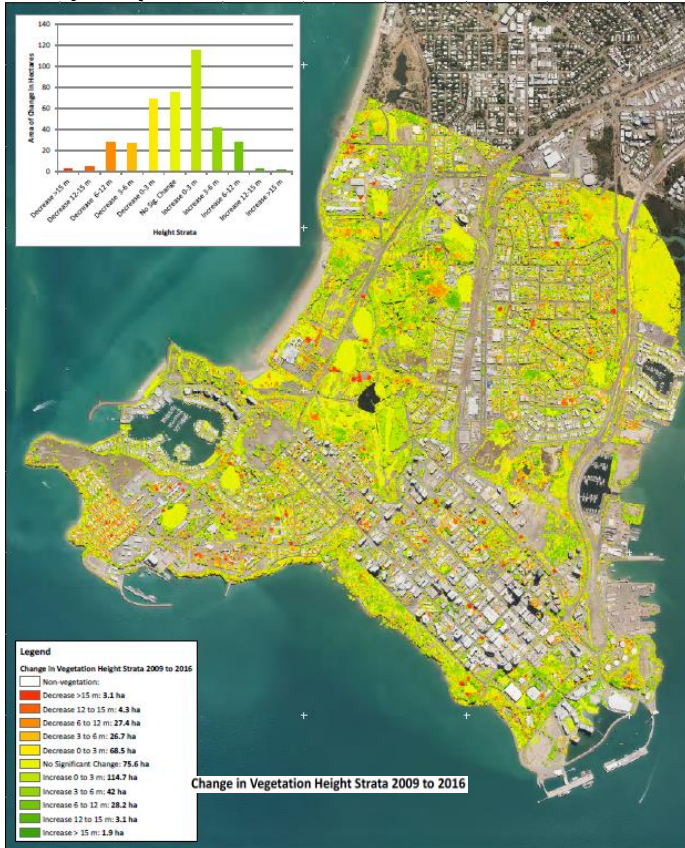 140
120
100
80
60
40
20
0
Area of Change in Hectares
Decrease >15 m
Decrease 12-15 m
Decrease 6-12 m
Decrease 3-6 m
Decrease 0-3 m
No Sig. Change
Increase 0-3 m
Increase 3-6 m
Increase 6-12 m
Increase 12-15 m
Increase >15 m
Height Strata
Legend
Change in Vegetation Height Strata 2009 to 2016
Non-vegetation:
Decrease >15 m: 3.1 ha
Decrease 12 to 15 m: 4.3 ha
Decrease 6 to 12 m: 27.4 ha
Decrease 3 to 6 m: 26.7 ha
Decrease 0 to 3 m: 68.5 ha
No Significant Change: 75.6 ha
Increase 0 to 3 m: 114.7 ha
Increase 3 to 6 m: 42 ha
Increase 6 to 12 m: 28.2 ha
Increase 12 to 15 m: 3.1 ha
Increase > 15 m: 1.9 ha
Change in Vegetation Height Strata 2009 to 2016